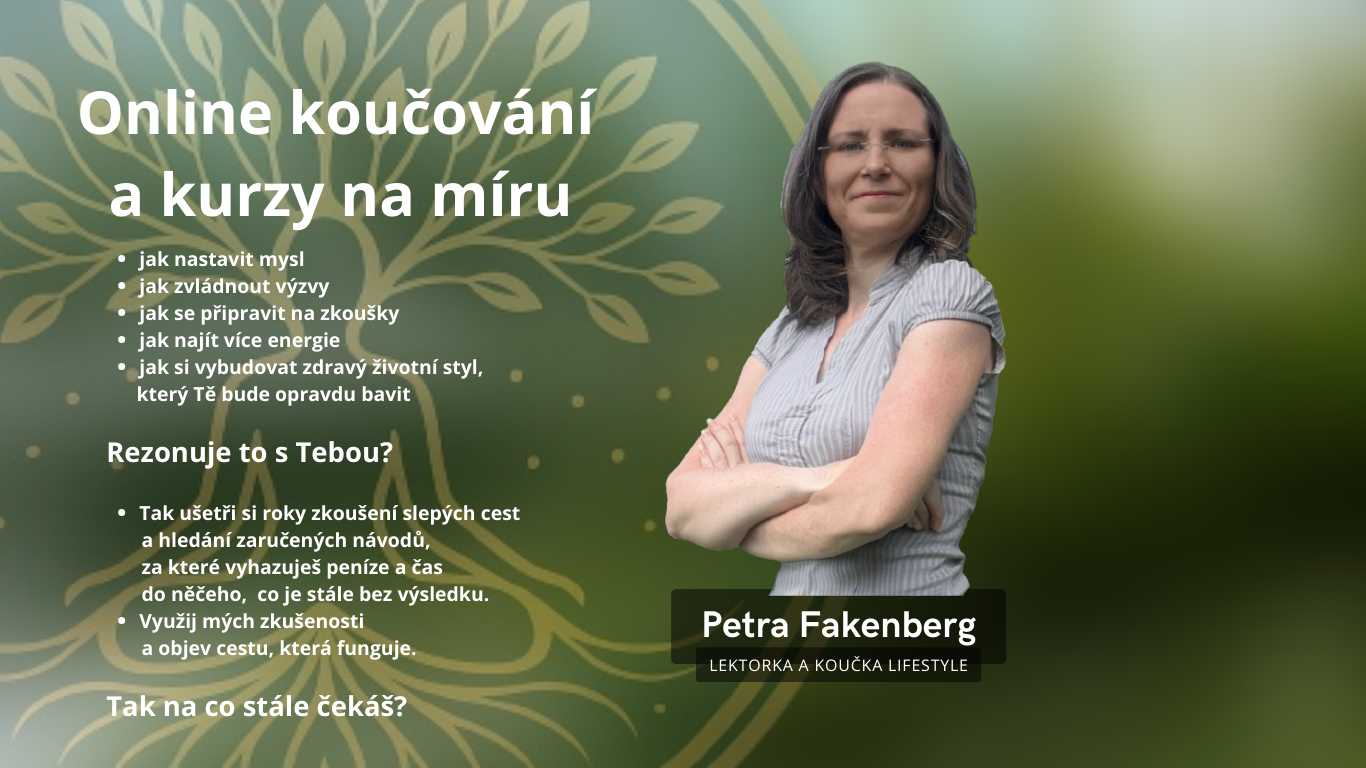 Online koučování
a kurzy na míru
• jak nastavit mysl
• jak zvládnout výzvy
• jak se připravit na zkoušky
• jak najít více energie
• jak si vybudovat zdravý životní styl,
který Tě bude opravdu bavit
Rezonuje to s Tebou?
• Tak ušetři si roky zkoušení slepých cest
a hledání zaručených návodů,
za které vyhazuješ peníze a čas
do něčeho, co je stále bez výsledku.
• Využij mých zkušenosti
a objev cestu, která funguje.
Tak na co stále čekáš?
Petra Fakenberg
LEKTORKA A KOUČKA LIFESTYLE